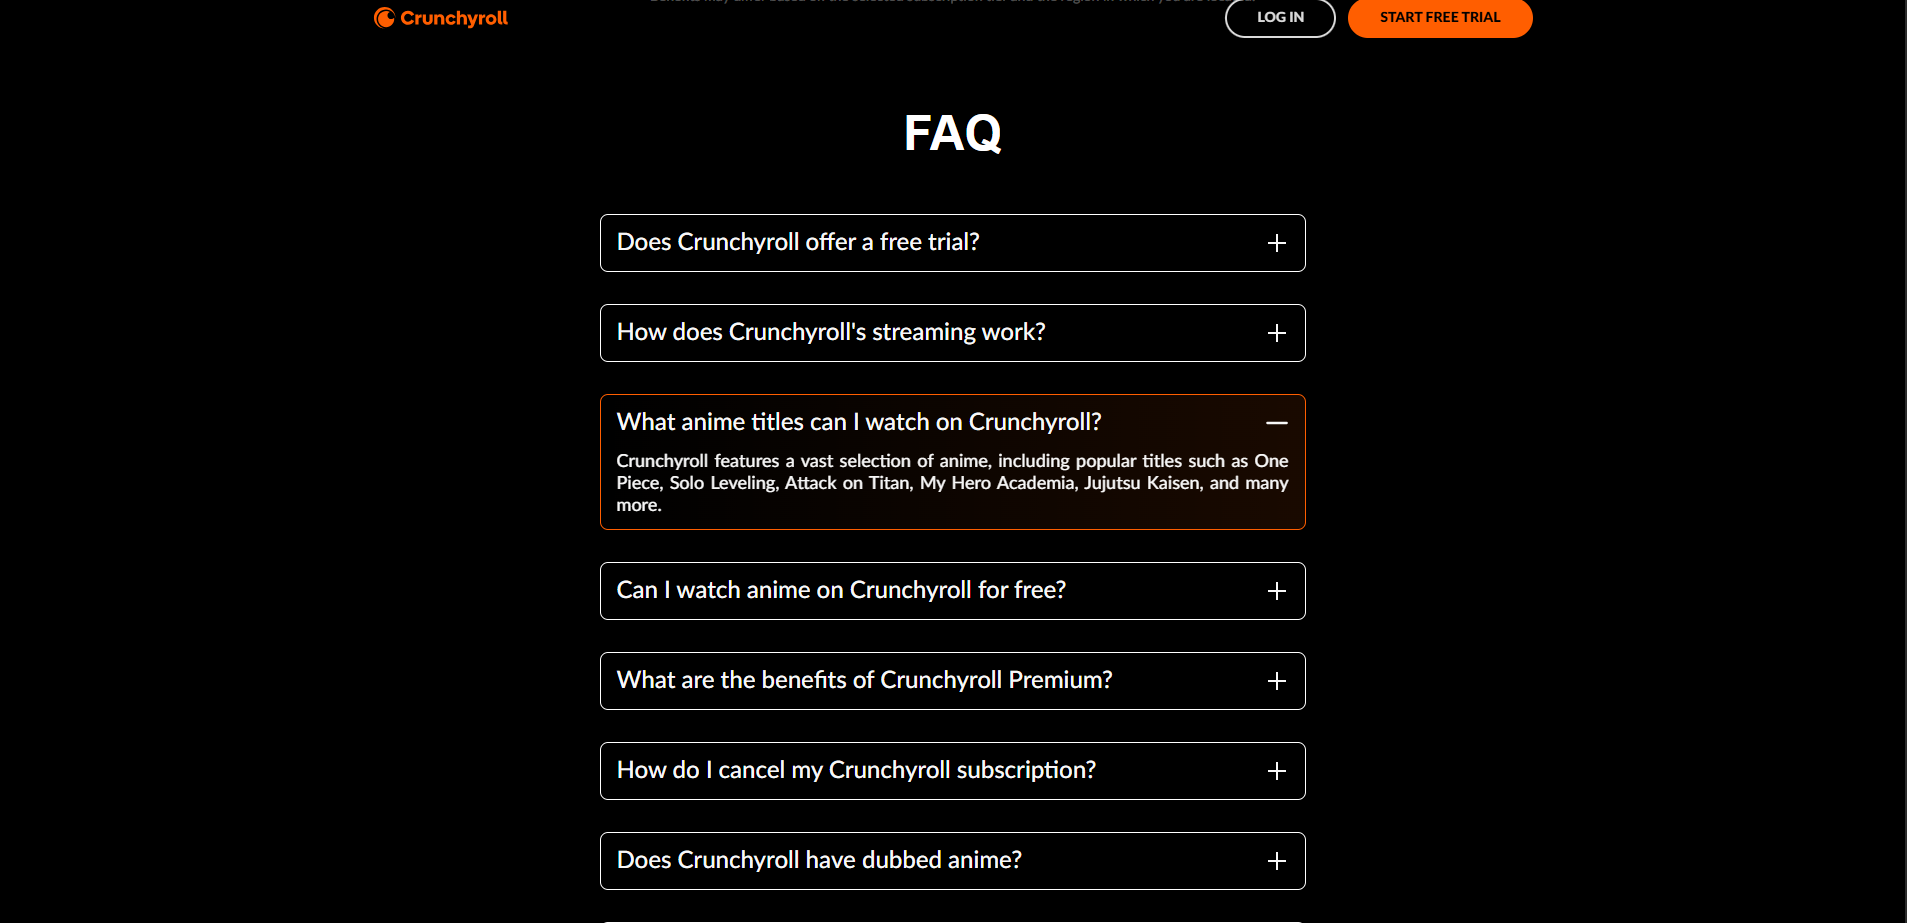 Crunchyroll
LOG IN
START FREE TRIAL
FAQ
Does Crunchyroll offer a free trial?
How does Crunchyroll's streaming work?
What anime titles can I watch on Crunchyroll?
Crunchyroll features a vast selection of anime, including popular titles such as One
Piece, Solo Leveling, Attack on Titan, My Hero Academia, Jujutsu Kaisen, and many
more.
Can I watch anime on Crunchyroll for free?
What are the benefits of Crunchyroll Premium?
How do I cancel my Crunchyroll subscription?
Does Crunchyroll have dubbed anime?